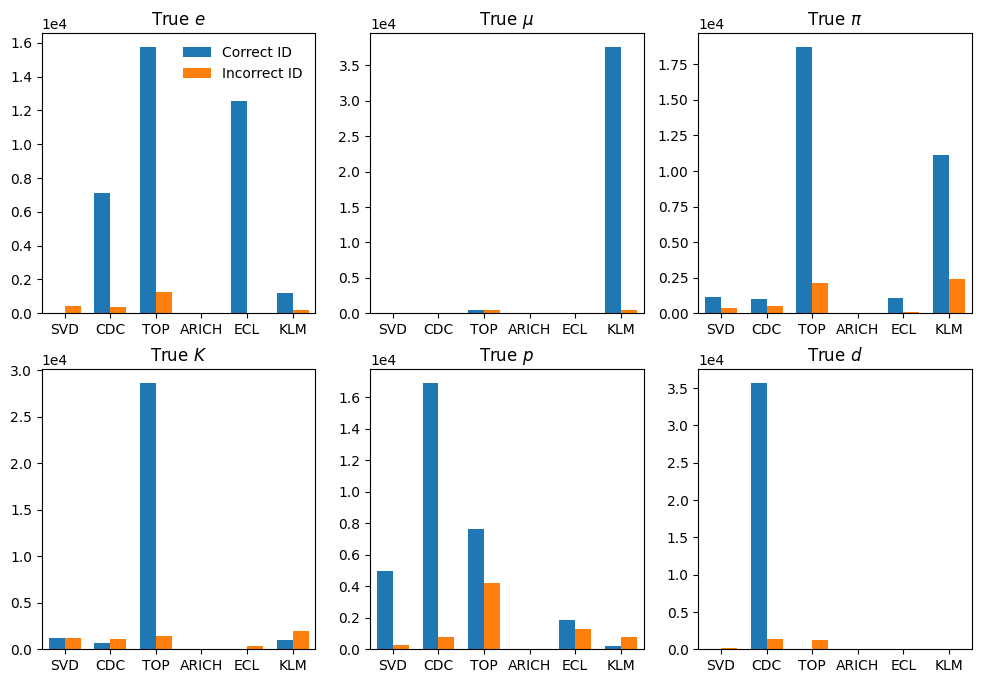 True e
1e4
1.6
1.4
1.2
1.0
0.8
0.6
0.4
0.2
0.0
Correct ID
Incorrect ID
SVD CDC TOP ARICH ECL KLM
True μ
1e4
3.5
3.0
2.5
2.0
1.5
1.0
0.5
0.0
SVD CDC TOP ARICH ECL KLM
True π
1e4
1.75
1.50
1.25
1.00
0.75
0.50
0.25
0.00
SVD CDC TOP ARICH ECL KLM
True K
1e4
3.0
2.5
2.0
1.5
1.0
0.5
0.0
SVD CDC TOP ARICH ECL KLM
True p
1e4
1.6
1.4
1.2
1.0
0.8
0.6
0.4
0.2
0.0
SVD CDC TOP ARICH ECL KLM
True d
1e4
3.5
3.0
2.5
2.0
1.5
1.0
0.5
0.0
SVD CDC TOP ARICH ECL KLM